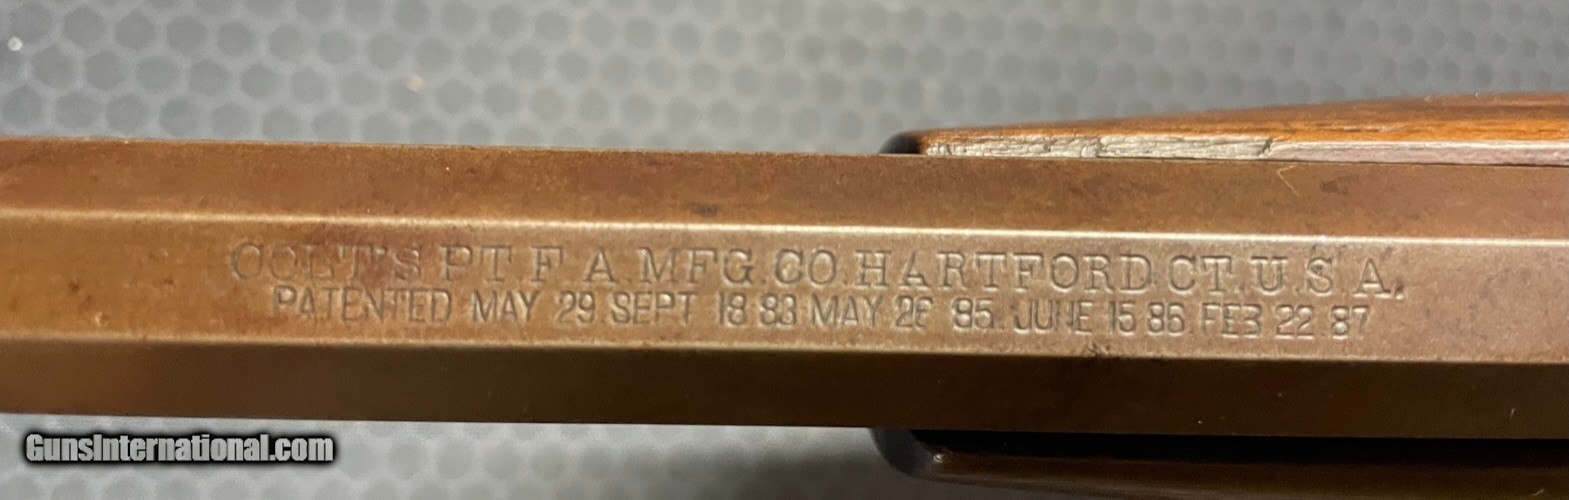 COLT'S PT. F. A. MFG. CO. HARTFORD CT. U.S.A.
PATENTED MAY 29 SEPT 18 83. MAY 26 85. JUNE 15 86. FEB 22 87
GunsInternational.com